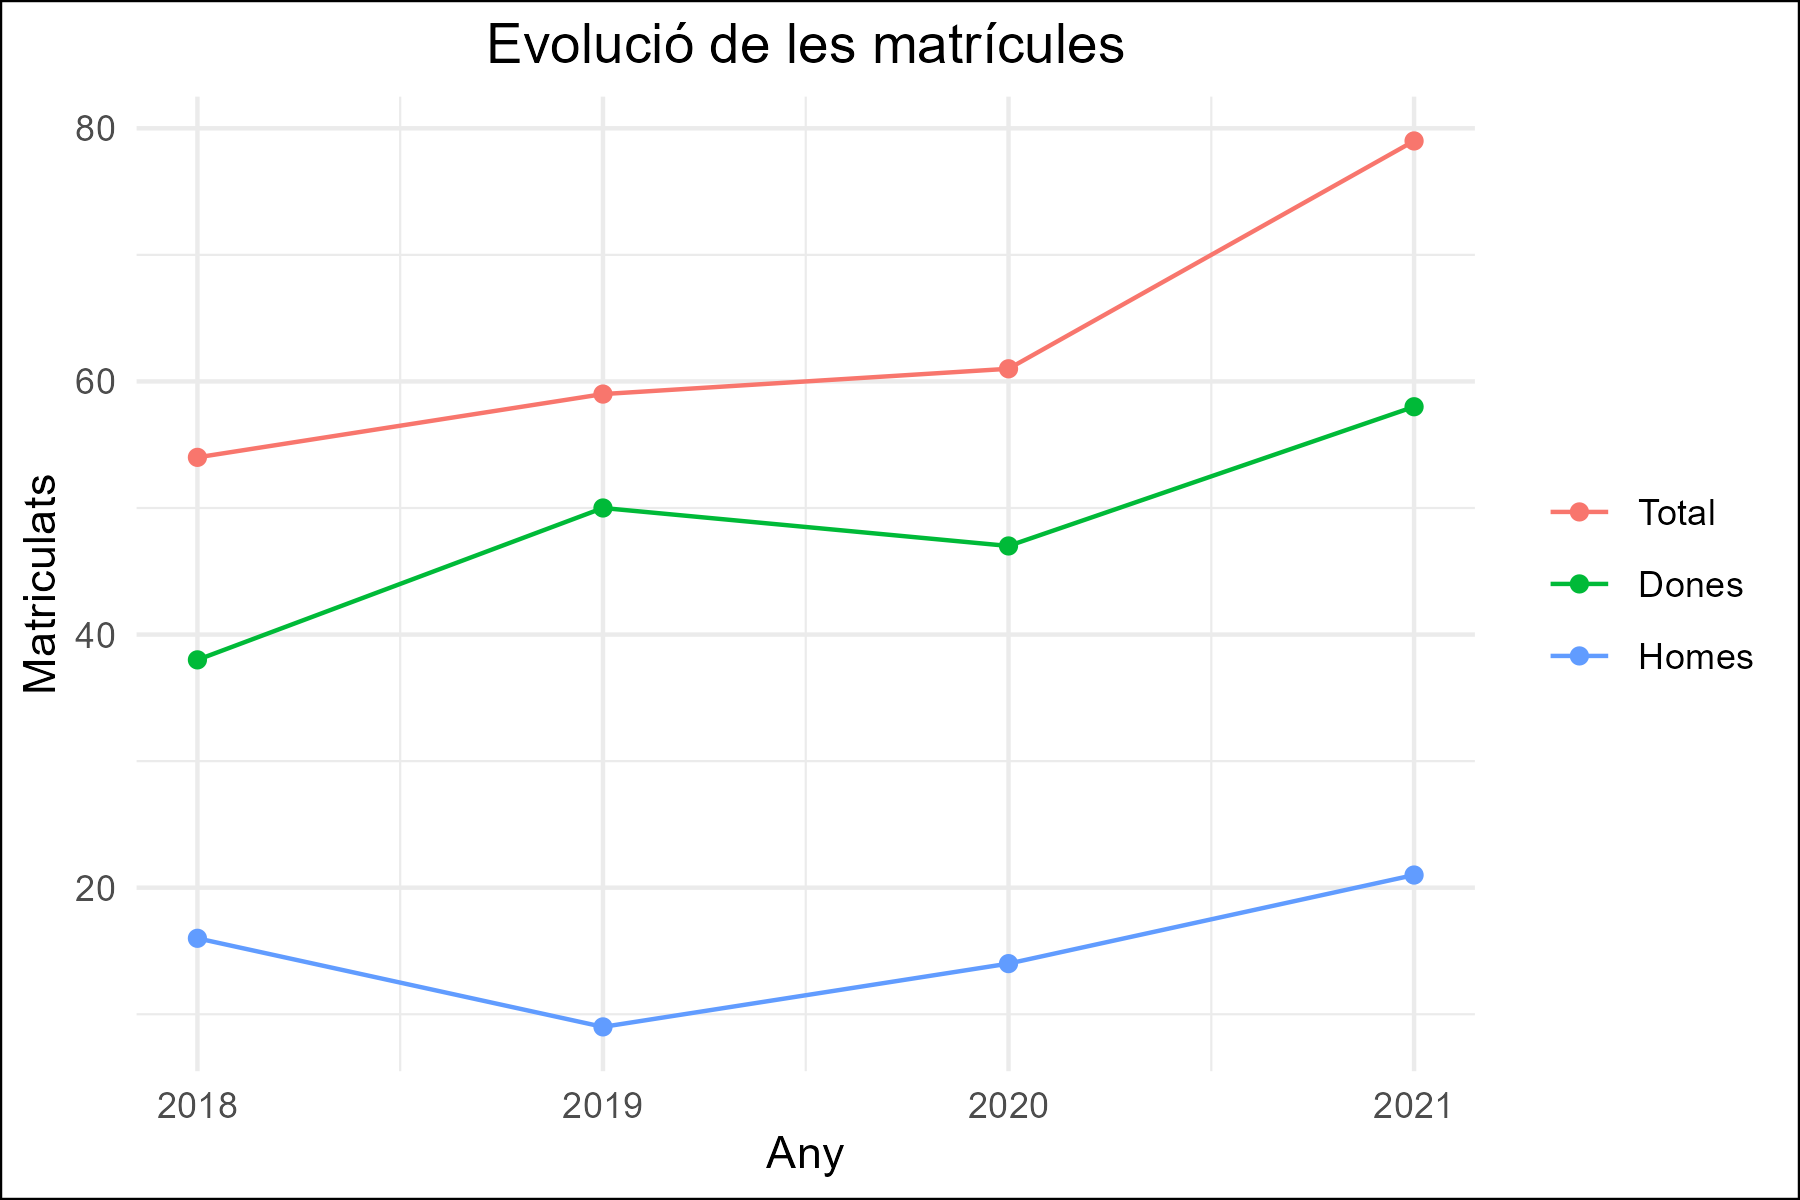 Evolució de les matrícules
80
60
40
20
Matriculats
2018 2019 2020 2021
Any
Total
Dones
Homes